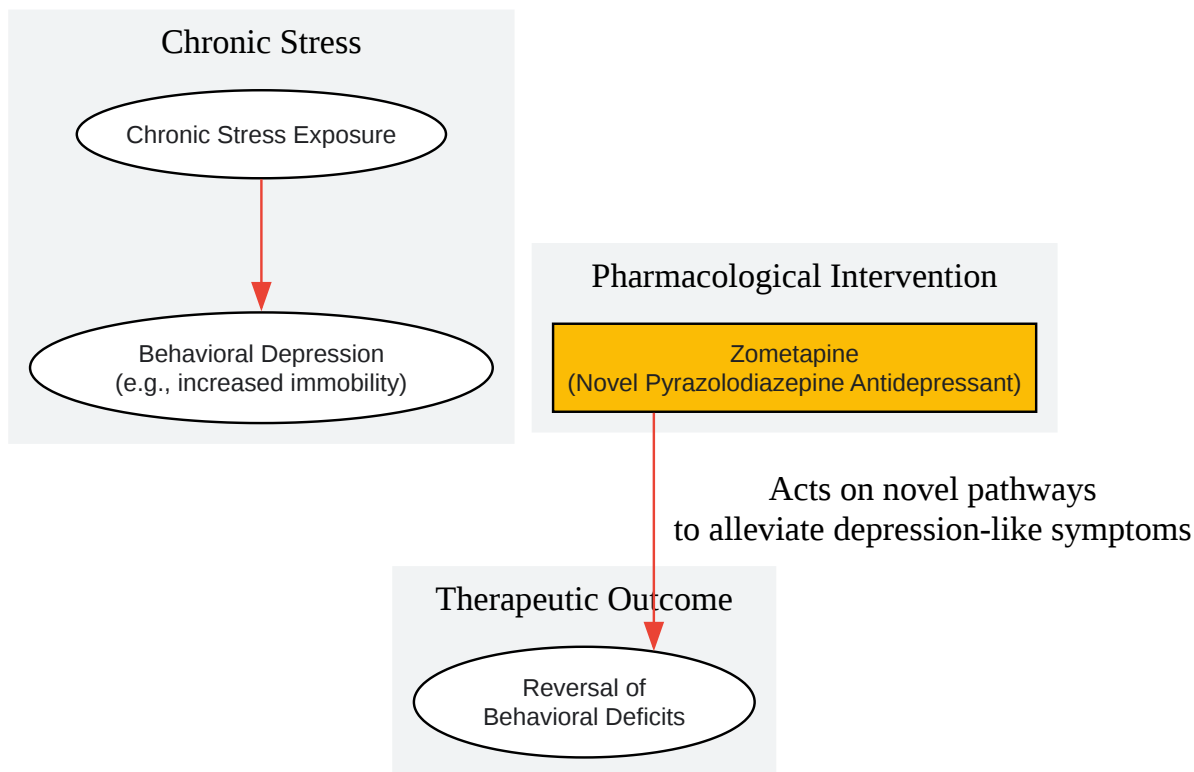 Chronic Stress
Chronic Stress Exposure
Behavioral Depression
(e.g., increased immobility)
Pharmacological Intervention
Zometapine
(Novel Pyrazolodiazepine Antidepressant)
Acts on novel pathways
to alleviate depression-like symptoms
Therapeutic Outcome
Reversal of
Behavioral Deficits